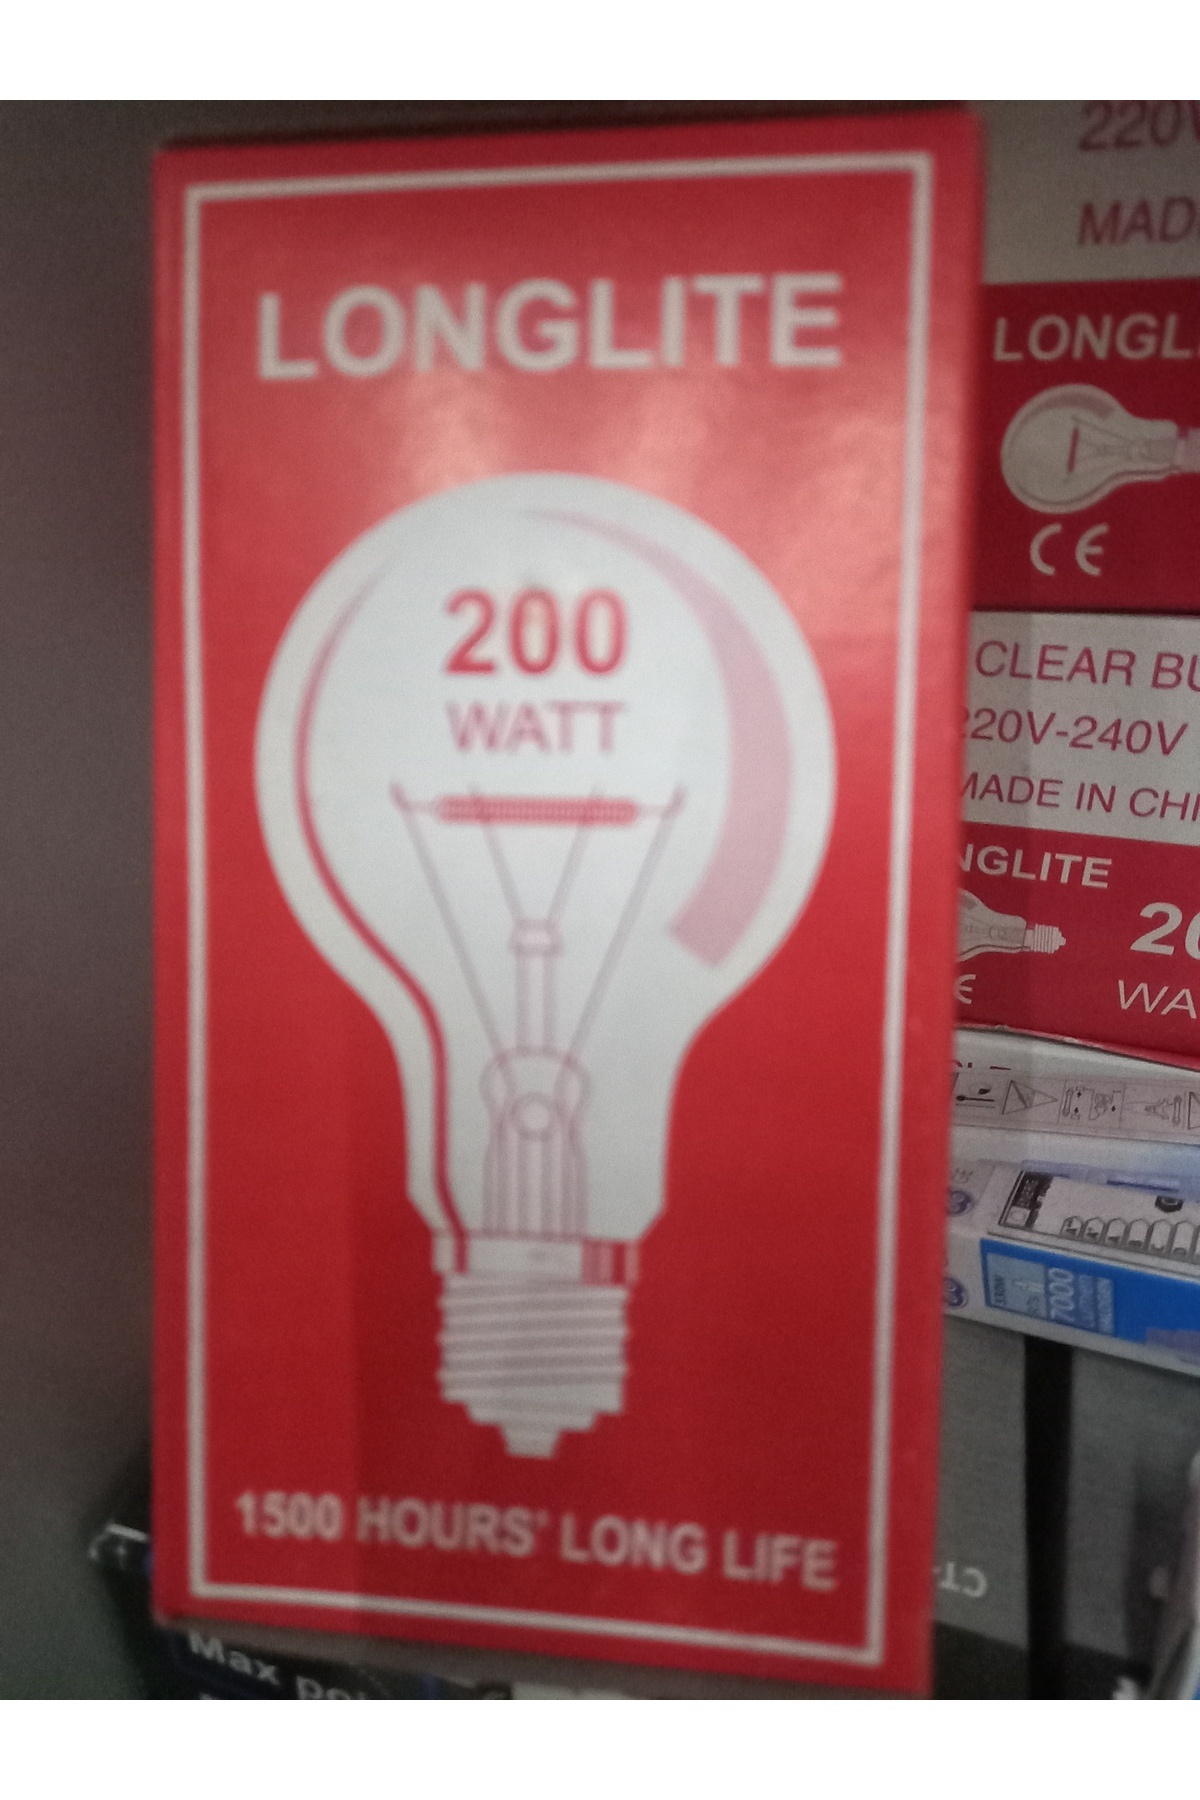 LONGLITE
200
WATT
1500 HOURS' LONG LIFE
220V
MAD
LONGL
CE
CLEAR BU
220V-240V
MADE IN CHI
NGLITE
20
WA
7000
Max